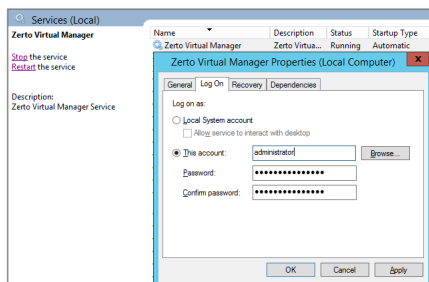 Services (Local)
Zerto Virtual Manager
Stop the service
Restart the service
Description:
Zerto Virtual Manager Service
Name Description Status Startup Type
Zerto Virtual Manager Zerto Virtua... Running Automatic
Zerto Virtual Manager Properties (Local Computer)
x
General Log On Recovery Dependencies
Log on as:
Local System account
Allow service to interact with desktop
This account:
administrator
Browse...
Password:
•••••••••••••••
Confirm password:
•••••••••••••••
OK Cancel Apply